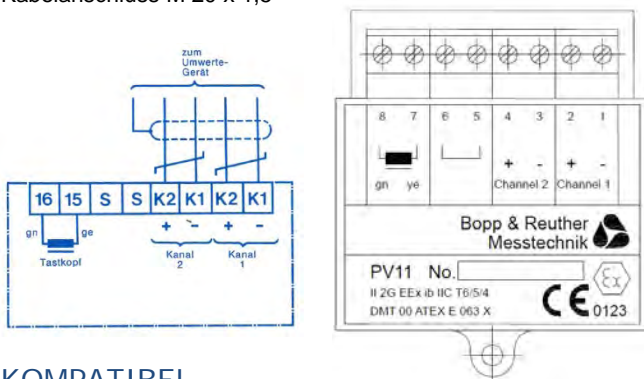 Kabelanschluss M 20 x 1,5
zum
Umwerte-
Gerät
16 15 S S K2 K1 K2 K1
gn ge + - + -
Tastkopf
Kanal
2
Kanal
1
8 7 6 5 4 3 2 1
+ - + -
gn ye Channel 2 Channel 1
Bopp & Reuther
Messtechnik
PV11 No.
II 2G EEx ib IIC T6/5/4
DMT 00 ATEX E 063 X
Ex
CE 0123
KOMPATIBEL